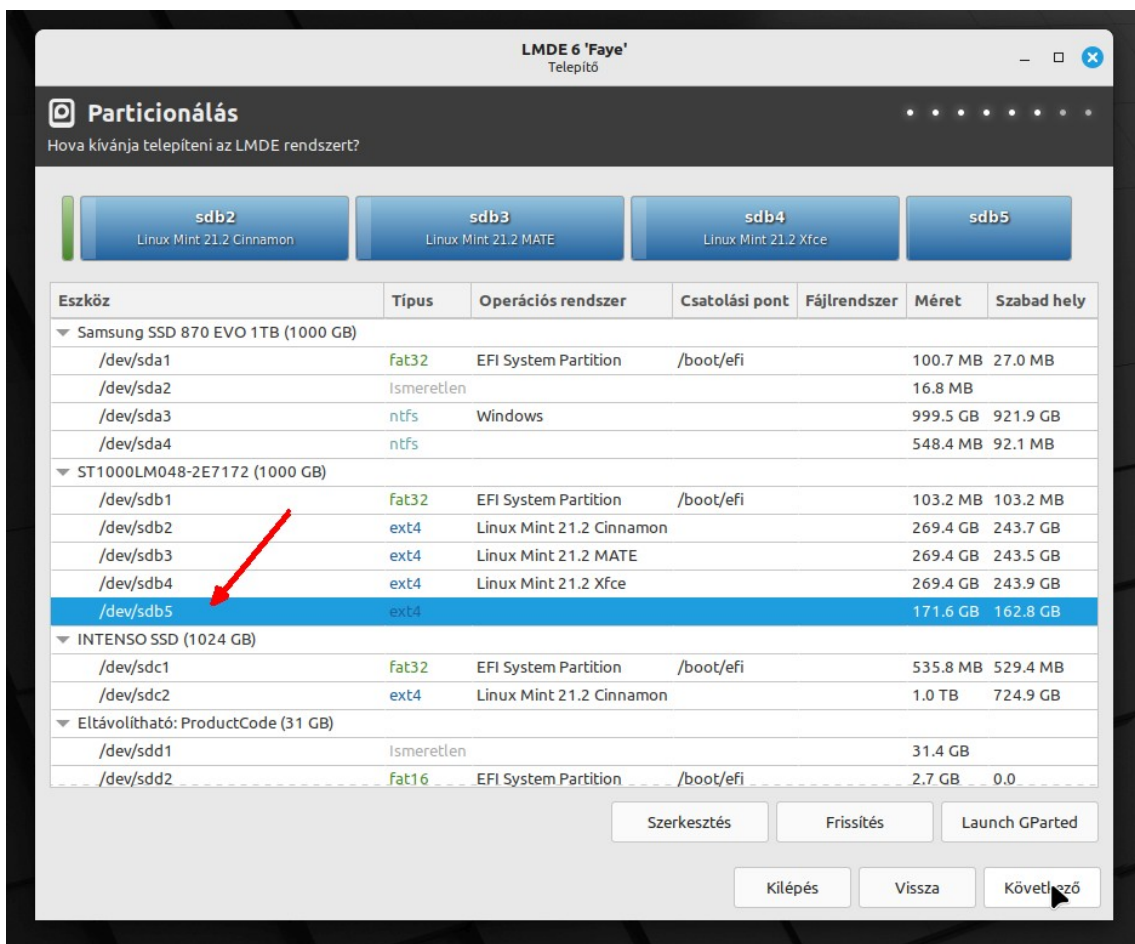 LMDE 6 'Faye'
Telepítő
Particionálás
Hova kívánja telepíteni az LMDE rendszert?
sdb2 sdb3 sdb4 sdb5
Linux Mint 21.2 Cinnamon Linux Mint 21.2 MATE Linux Mint 21.2 Xfce
Eszköz Típus Operációs rendszer Csatolási pont Fájlrendszer Méret Szabad hely
Samsung SSD 870 EVO 1TB (1000 GB)
/dev/sda1 fat32 EFI System Partition /boot/efi 100.7 MB 27.0 MB
/dev/sda2 Ismeretlen 16.8 MB
/dev/sda3 ntfs Windows 999.5 GB 921.9 GB
/dev/sda4 ntfs 548.4 MB 92.1 MB
ST1000LM048-2E7172 (1000 GB)
/dev/sdb1 fat32 EFI System Partition /boot/efi 103.2 MB 103.2 MB
/dev/sdb2 ext4 Linux Mint 21.2 Cinnamon 269.4 GB 243.7 GB
/dev/sdb3 ext4 Linux Mint 21.2 MATE 269.4 GB 243.5 GB
/dev/sdb4 ext4 Linux Mint 21.2 Xfce 269.4 GB 243.9 GB
/dev/sdb5 ext4 171.6 GB 162.8 GB
INTENSO SSD (1024 GB)
/dev/sdc1 fat32 EFI System Partition /boot/efi 535.8 MB 529.4 MB
/dev/sdc2 ext4 Linux Mint 21.2 Cinnamon 1.0 TB 724.9 GB
Eltávolítható: ProductCode (31 GB)
/dev/sdd1 Ismeretlen 31.4 GB
/dev/sdd2 fat16 EFI System Partition /boot/efi 2.7 GB 0.0
Szerkesztés Frissítés Launch GParted
Kilépés Vissza Következő